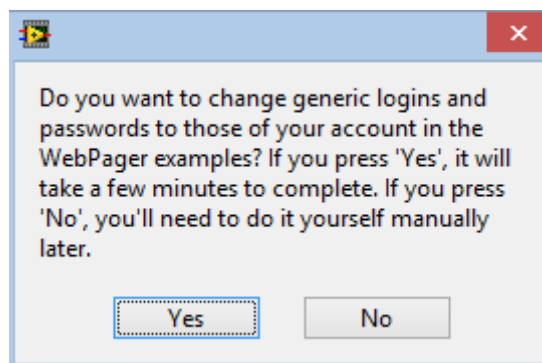 Do you want to change generic logins and
passwords to those of your account in the
WebPager examples? If you press 'Yes', it will
take a few minutes to complete. If you press
'No', you'll need to do it yourself manually
later.
Yes No